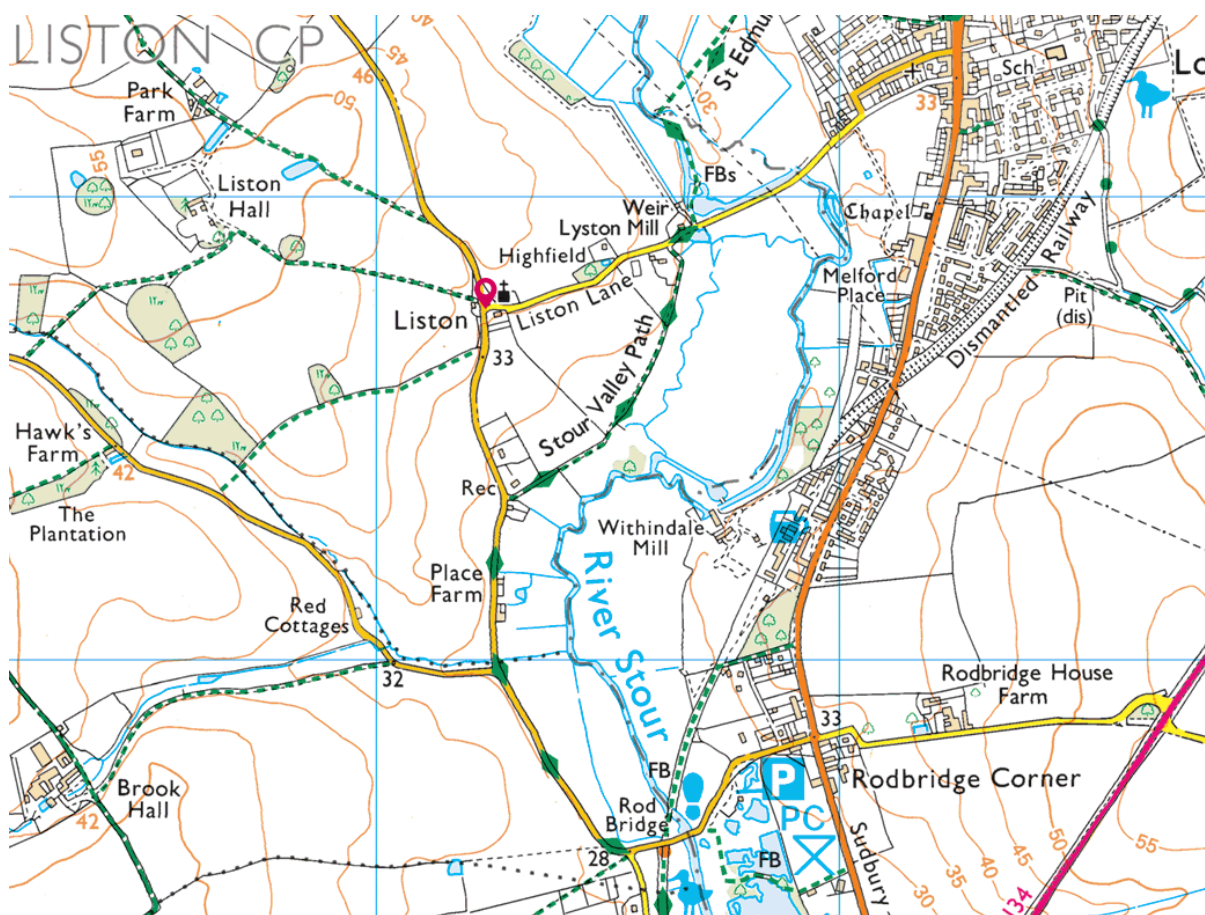 LISTON CP
46
40
45
50
Park
Farm
55
Liston
Hall
St Edmu
30
FBs
Weir
Lyston Mill
Highfield
Liston Lane
Liston
33
Sch
Lo
33
Chapel
Melford
Place
Railway
Dismantled
Pit
(dis)
Stour Valley Path
Hawk's
Farm
42
The
Plantation
Rec
Withindale
Mill
Place
Farm
Red
Cottages
River Stour
32
Rodbridge House
Farm
33
Brook
Hall
42
FB
Rod
Bridge
28
P
PC
Rodbridge Corner
FB
Sudbury
30
35
40
45
50
55
134